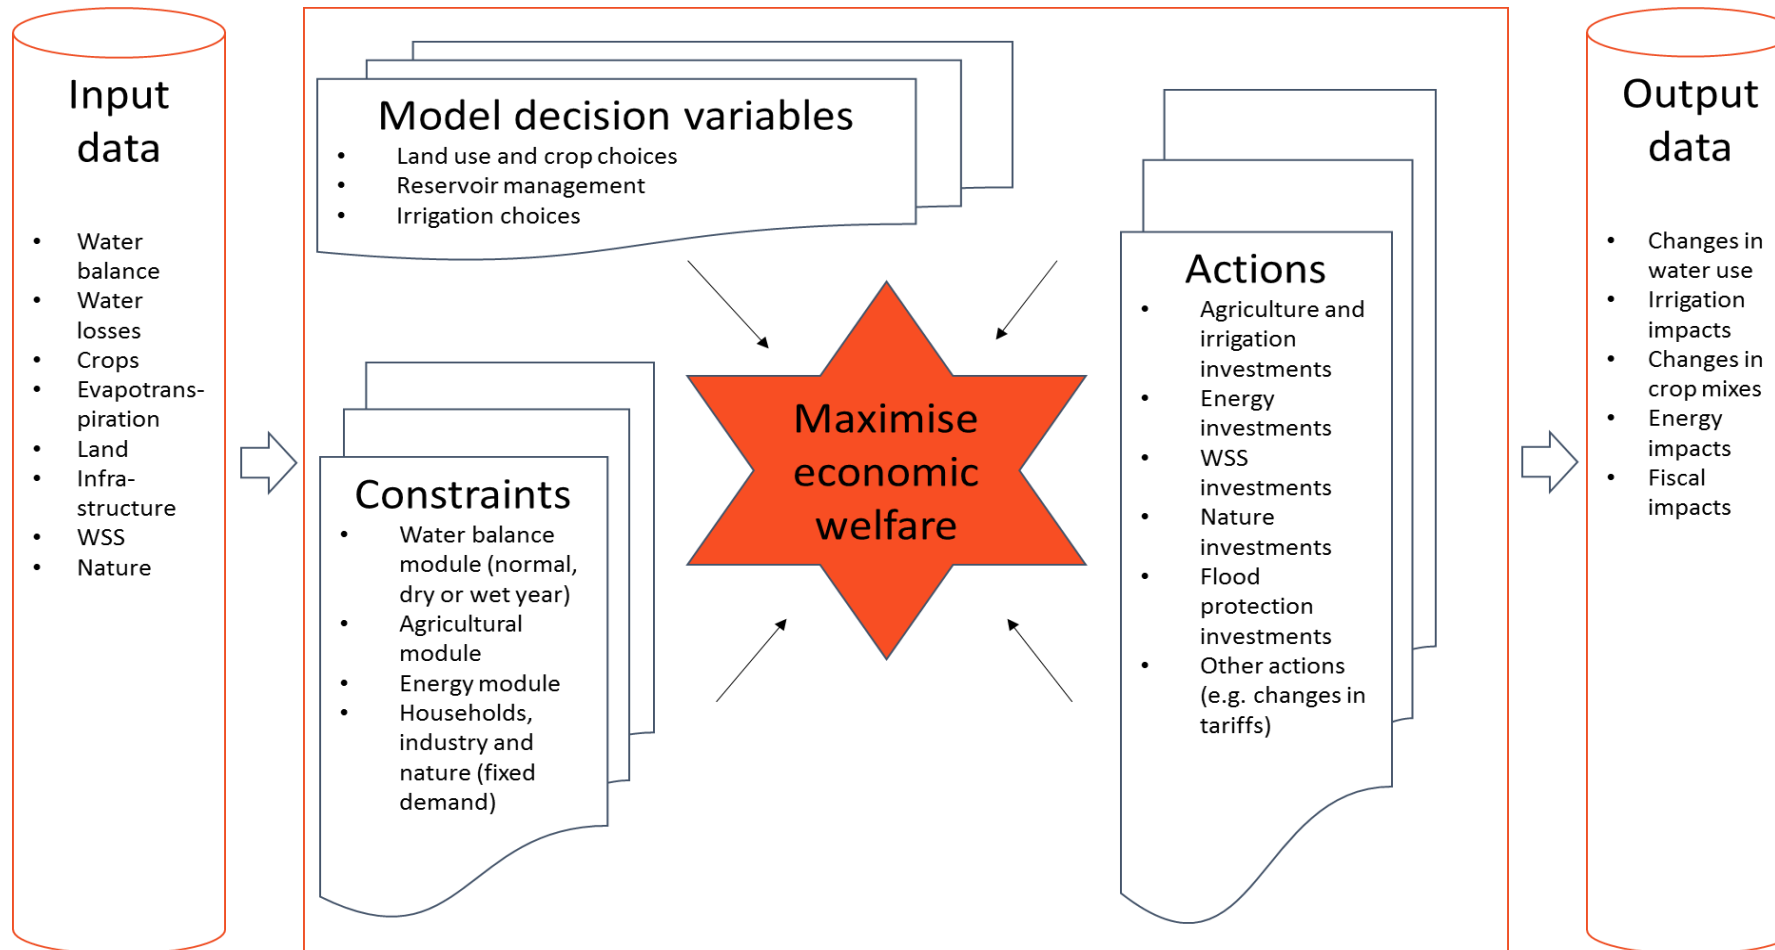 Input
data
• Water
balance
• Water
losses
• Crops
• Evapotrans-
piration
• Land
• Infra-
structure
• WSS
• Nature
Model decision variables
• Land use and crop choices
• Reservoir management
• Irrigation choices
Constraints
• Water balance
module (normal,
dry or wet year)
• Agricultural
module
• Energy module
• Households,
industry and
nature (fixed
demand)
Maximise
economic
welfare
Actions
• Agriculture and
irrigation
investments
• Energy
investments
• WSS
investments
• Nature
investments
• Flood
protection
investments
• Other actions
(e.g. changes in
tariffs)
Output
data
• Changes in
water use
• Irrigation
impacts
• Changes in
crop mixes
• Energy
impacts
• Fiscal
impacts